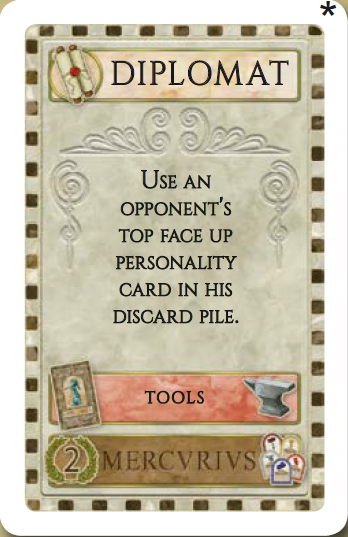 *
DIPLOMAT
USE AN
OPPONENT'S
TOP FACE UP
PERSONALITY
CARD IN HIS
DISCARD PILE.
TOOLS
2 MERCVRIVS